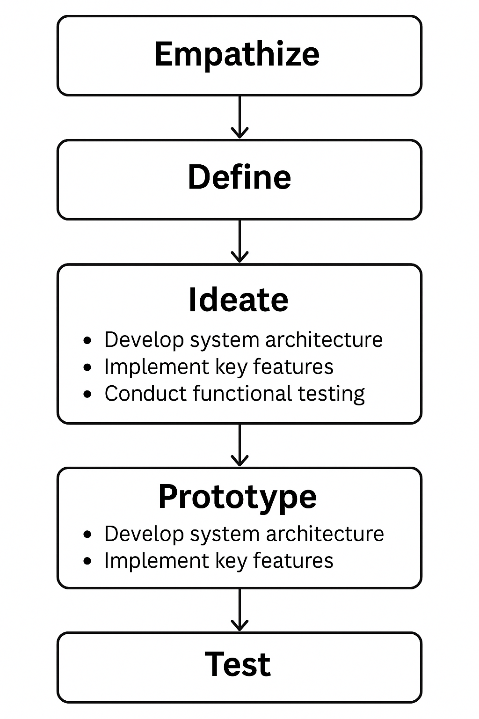 Empathize
Define
Ideate
• Develop system architecture
• Implement key features
• Conduct functional testing
Prototype
• Develop system architecture
• Implement key features
Test